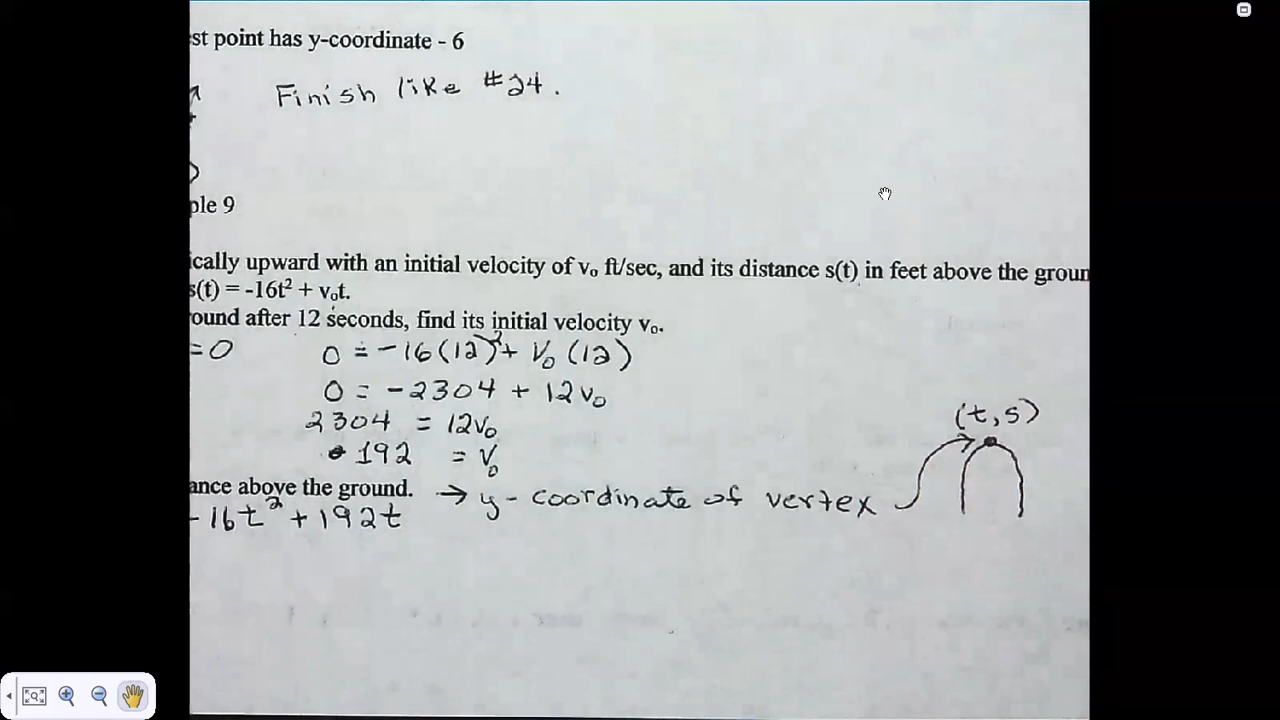 st point has y-coordinate - 6
Finish like #24.
ple 9
ically upward with an initial velocity of v₀ ft/sec, and its distance s(t) in feet above the groun
s(t) = -16t² + v₀t.
ound after 12 seconds, find its initial velocity v₀.
=0 0 = -16(12)² + V₀(12)
0 = -2304 + 12v₀
2304 = 12v₀
192 = V₀
(t,s)
ance above the ground. → y-coordinate of vertex
-16t² + 192t